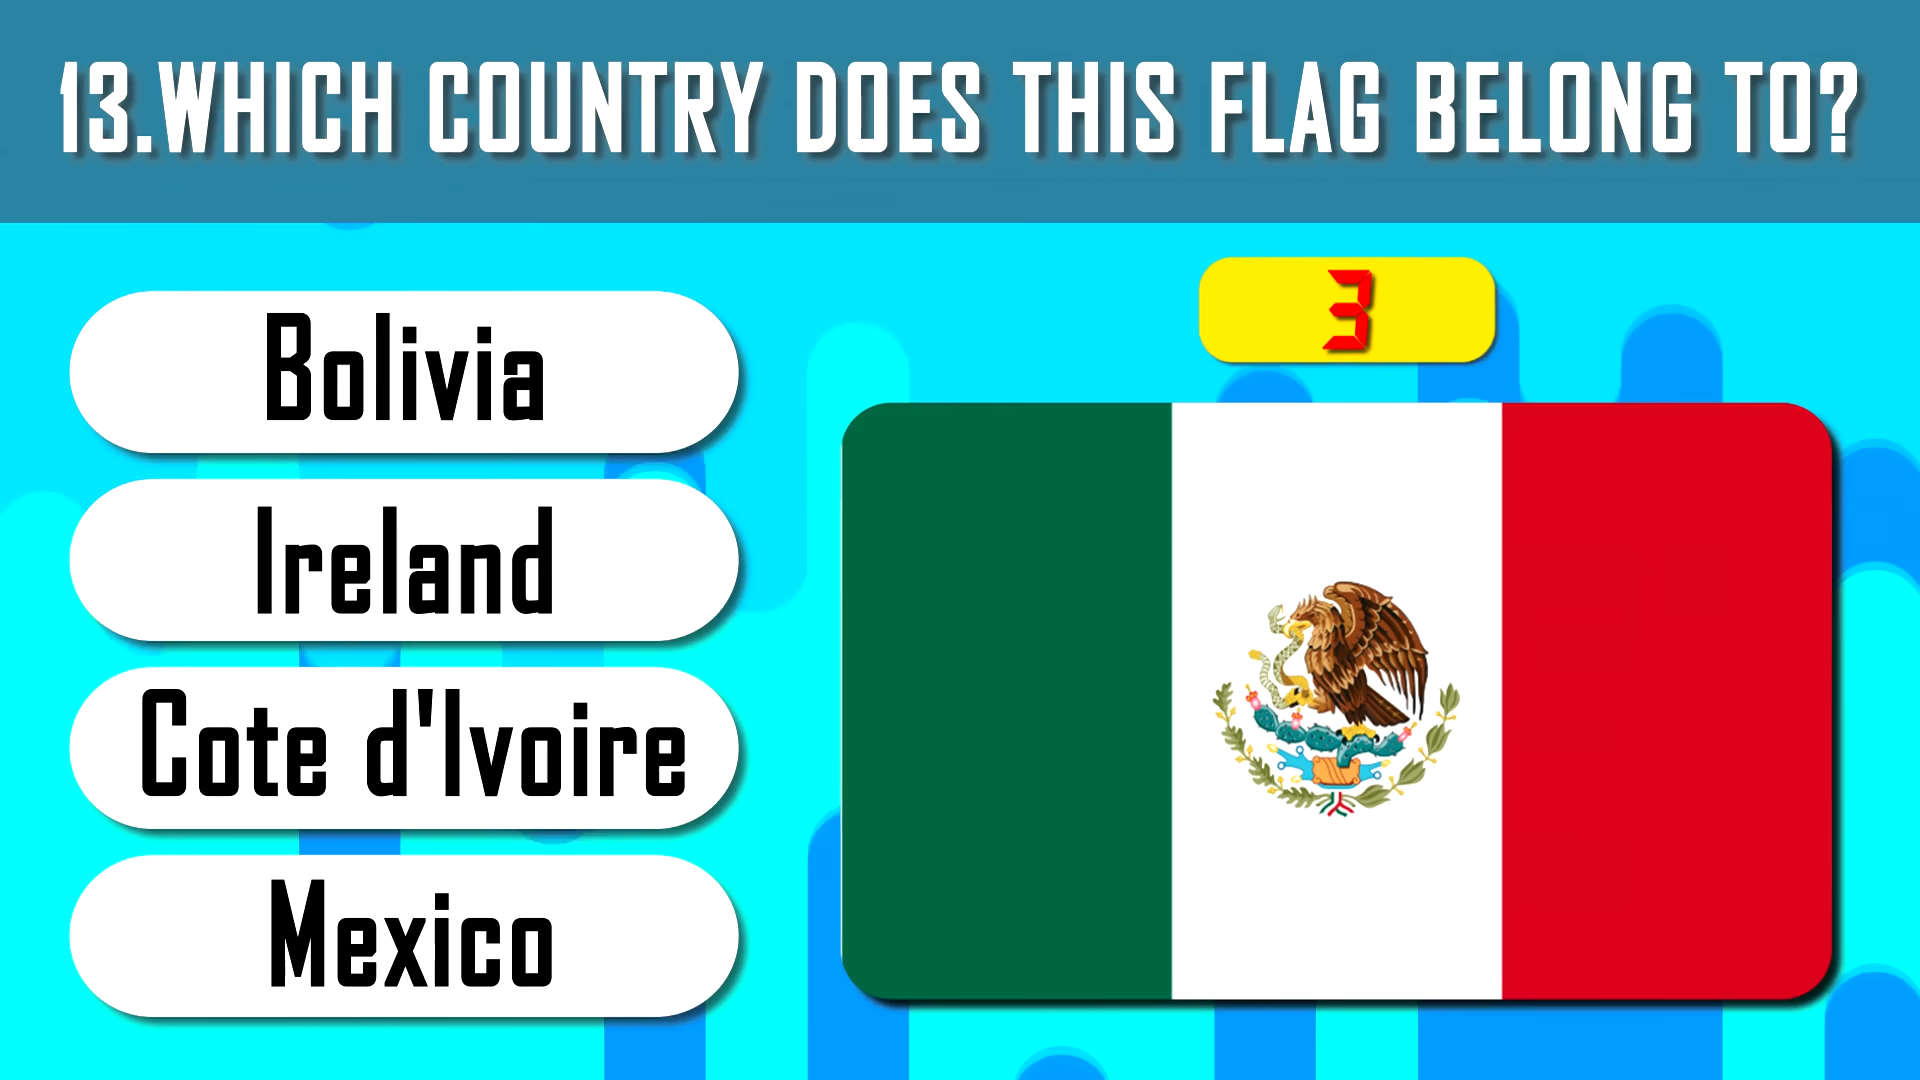 13.WHICH COUNTRY DOES THIS FLAG BELONG TO?
3
Bolivia
Ireland
Cote d'Ivoire
Mexico